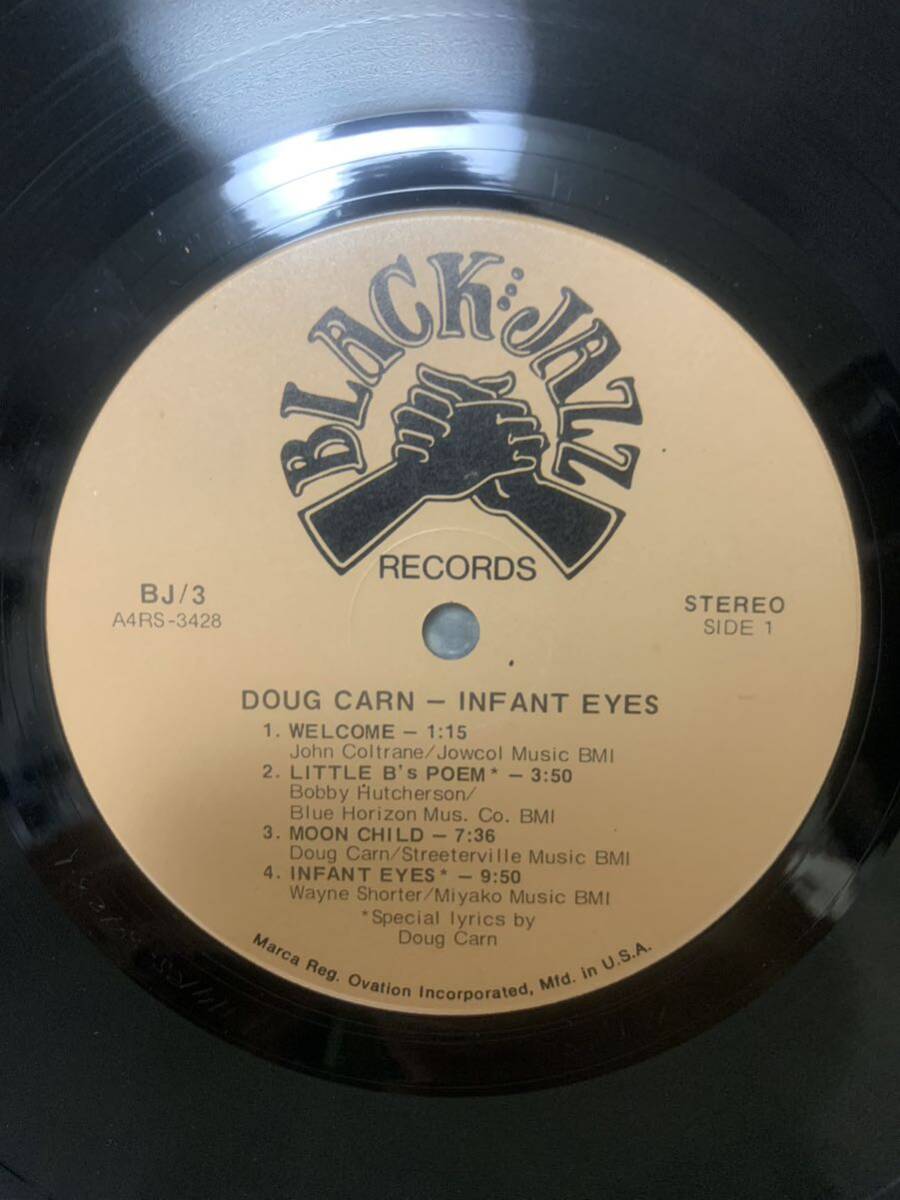 BLACK JAZZ
RECORDS
BJ/3
A4RS-3428
STEREO
SIDE 1
DOUG CARN – INFANT EYES
1. WELCOME – 1:15
John Coltrane/Jowcol Music BMI
2. LITTLE B's POEM* – 3:50
Bobby Hutcherson/
Blue Horizon Mus. Co. BMI
3. MOON CHILD – 7:36
Doug Carn/Streeterville Music BMI
4. INFANT EYES* – 9:50
Wayne Shorter/Miyako Music BMI
*Special lyrics by
Doug Carn
Marca Reg. Ovation Incorporated, Mfd. in U.S.A.